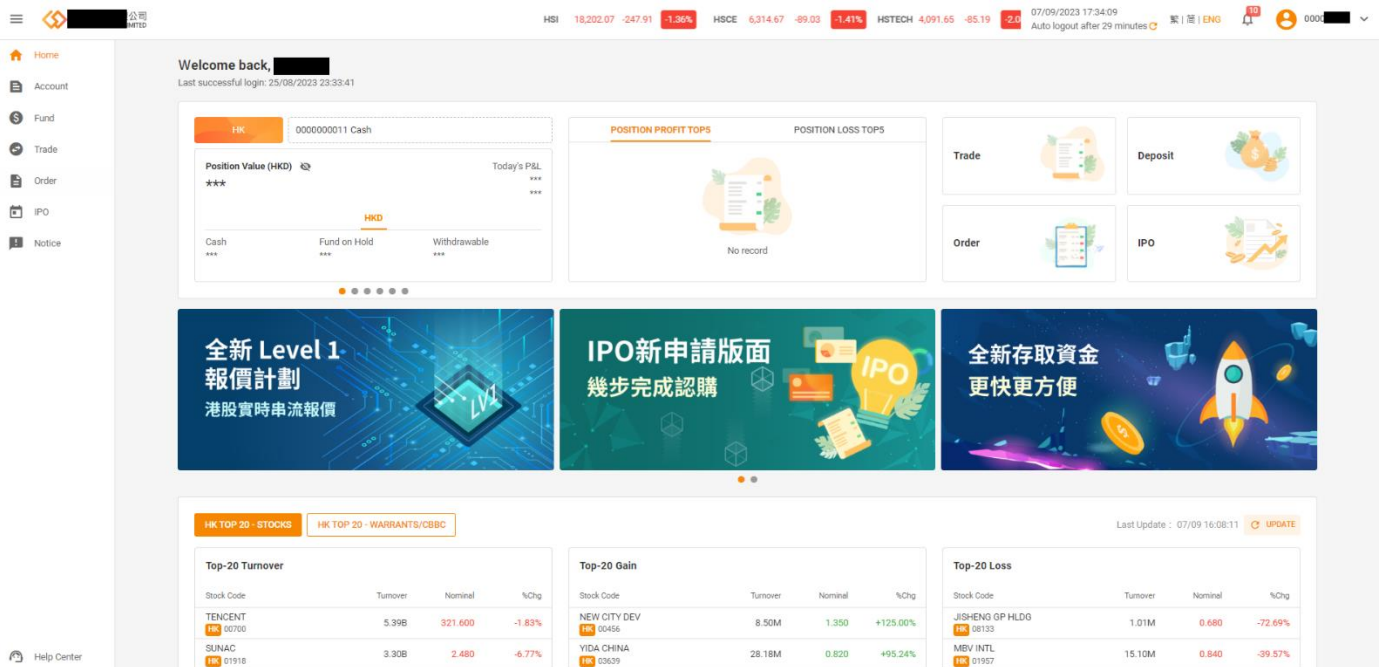 公司
MITED
HSI 18,202.07 -247.91 -1.36% HSCE 6,314.67 -89.03 -1.41% HSTECH 4,091.65 -85.19 -2.0
07/09/2023 17:34:09
Auto logout after 29 minutes
繁 | 简 | ENG
10
0000
Home
Account
Fund
Trade
Order
IPO
Notice
Help Center
Welcome back,
Last successful login: 25/08/2023 23:33:41
HK
0000000011 Cash
Position Value (HKD)
Today's P&L
***
***
***
HKD
Cash Fund on Hold Withdrawable
*** *** ***
POSITION PROFIT TOP5 POSITION LOSS TOP5
No record
Trade
Deposit
Order
IPO
全新 Level 1
報價計劃
港股實時串流報價
LV1
IPO新申請版面
幾步完成認購
IPO
全新存取資金
更快更方便
HK TOP 20 - STOCKS
HK TOP 20 - WARRANTS/CBBC
Last Update : 07/09 16:08:11
UPDATE
Top-20 Turnover
Stock Code Turnover Nominal %Chg
TENCENT
HK 00700
5.39B 321.600 -1.83%
SUNAC
HK 01918
3.30B 2.480 -6.77%
Top-20 Gain
Stock Code Turnover Nominal %Chg
NEW CITY DEV
HK 00456
8.50M 1.350 +125.00%
YIDA CHINA
HK 03639
28.18M 0.820 +95.24%
Top-20 Loss
Stock Code Turnover Nominal %Chg
JISHENG GP HLDG
HK 08133
1.01M 0.680 -72.69%
MBV INTL
HK 01957
15.10M 0.840 -39.57%